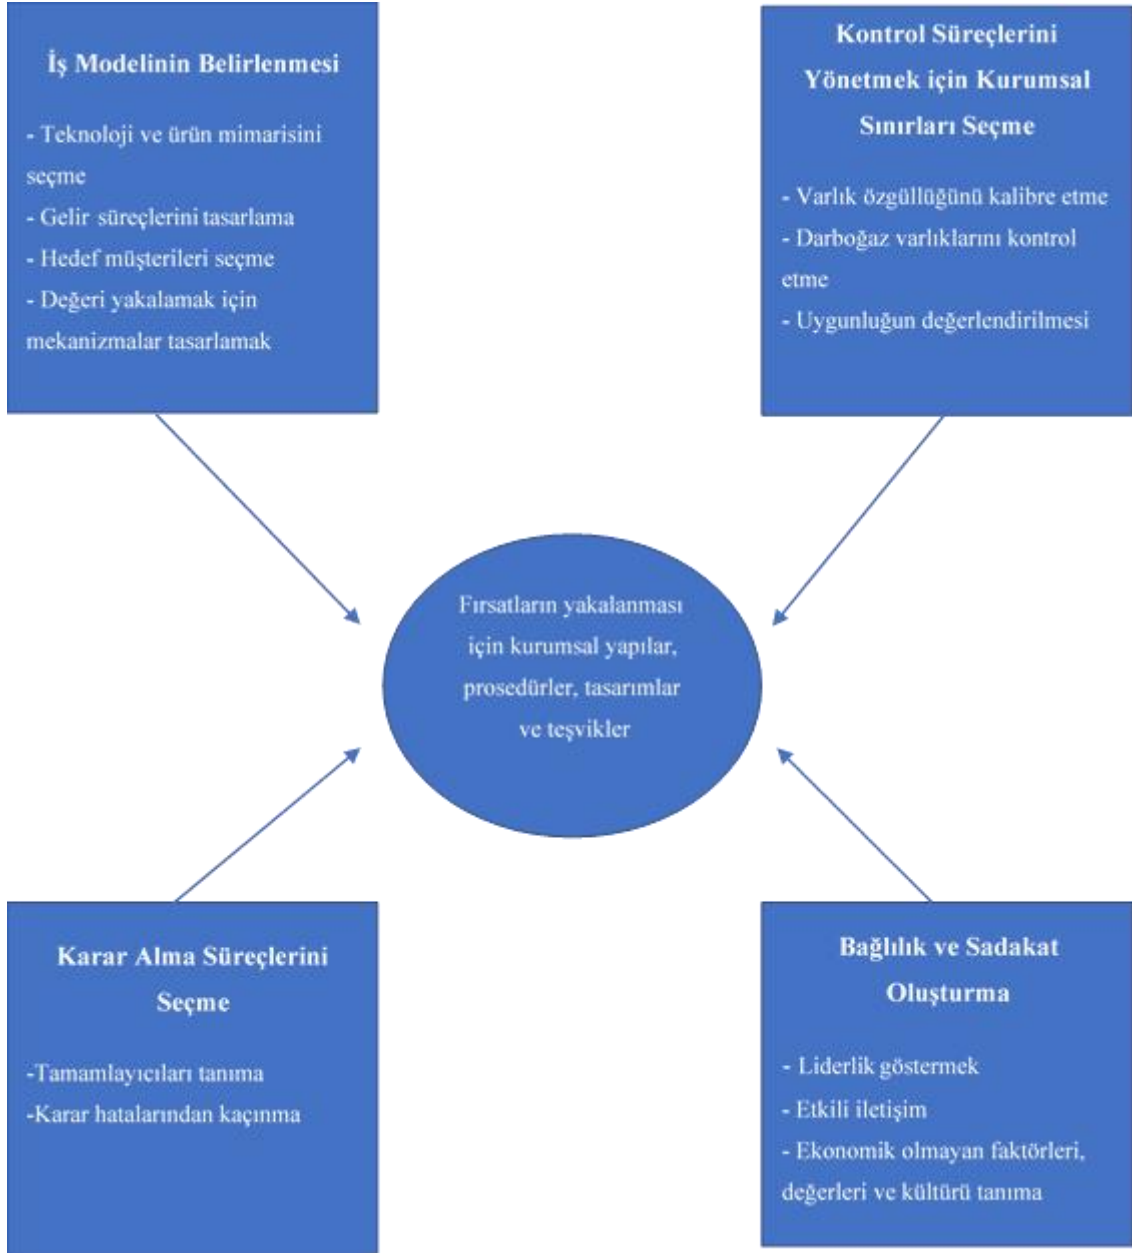 İş Modelinin Belirlenmesi
- Teknoloji ve ürün mimarisini
seçme
- Gelir süreçlerini tasarlama
- Hedef müşterileri seçme
- Değeri yakalamak için
mekanizmalar tasarlamak
Kontrol Süreçlerini
Yönetmek için Kurumsal
Sınırları Seçme
- Varlık özgüllüğünü kalibre etme
- Darboğaz varlıklarını kontrol
etme
- Uygunluğun değerlendirilmesi
Fırsatların yakalanması
için kurumsal yapılar,
prosedürler, tasarımlar
ve teşvikler
Karar Alma Süreçlerini
Seçme
-Tamamlayıcıları tanıma
-Karar hatalarından kaçınma
Bağlılık ve Sadakat
Oluşturma
- Liderlik göstermek
- Etkili iletişim
- Ekonomik olmayan faktörleri,
değerleri ve kültürü tanıma